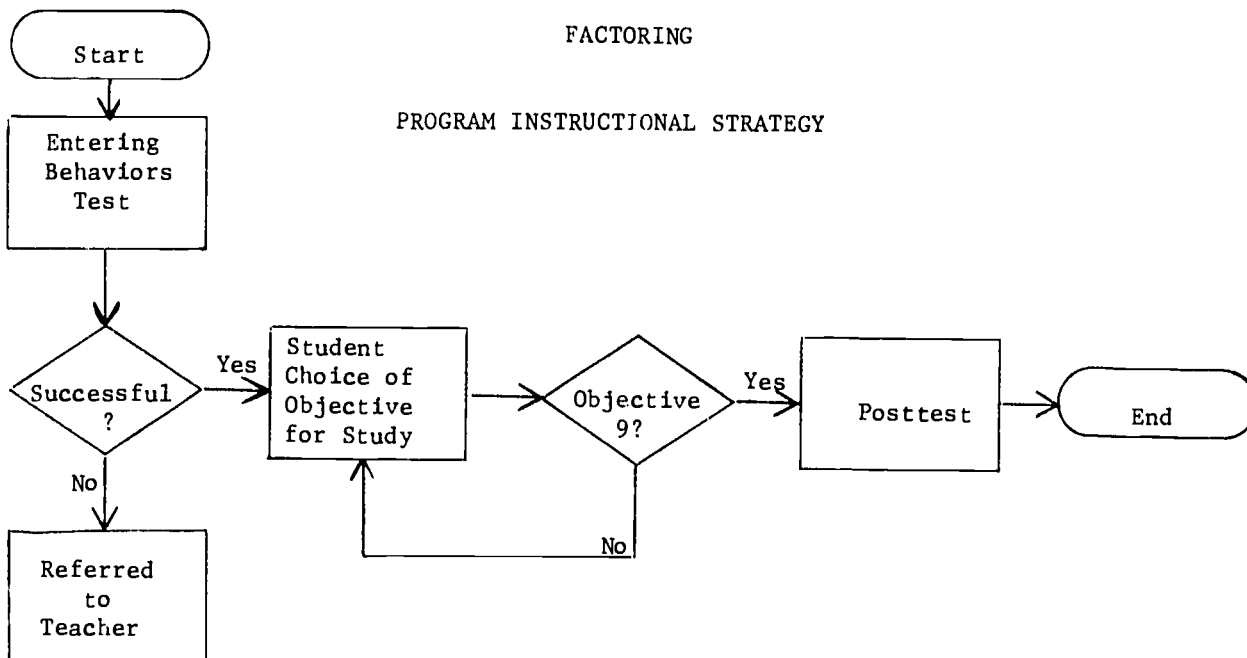 FACTORING
PROGRAM INSTRUCTIONAL STRATEGY
Start
Entering
Behaviors
Test
Successful
?
Yes
No
Referred
to
Teacher
Student
Choice of
Objective
for Study
Objective
9?
Yes
No
Posttest
End